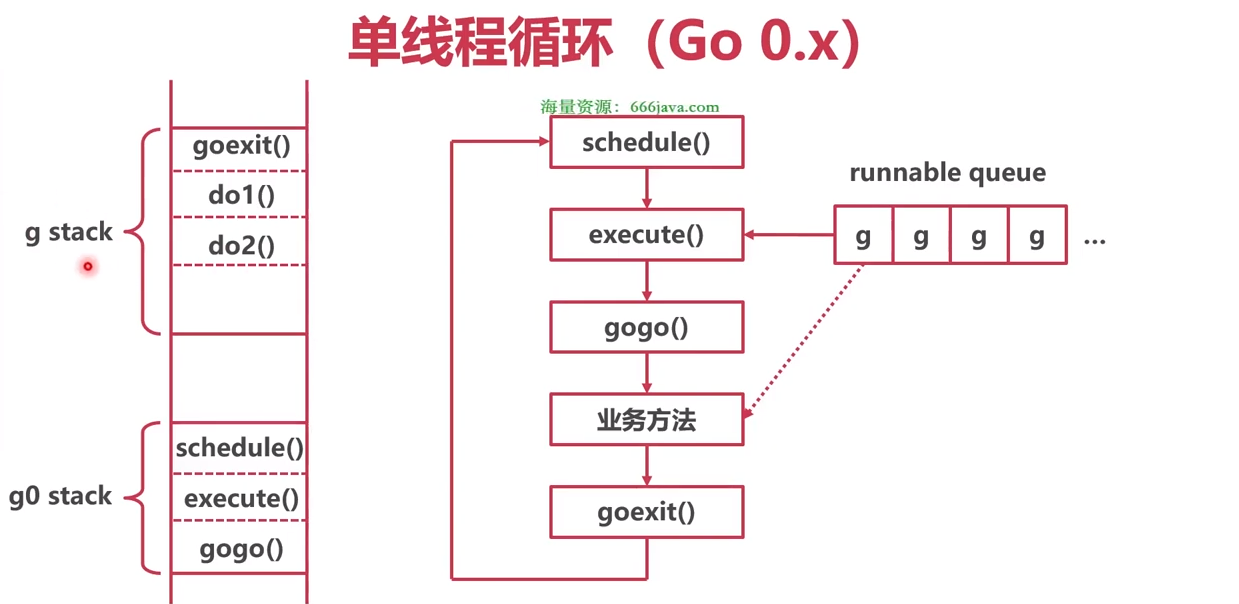 单线程循环（Go 0.x）
海量资源：666java.com
g stack
goexit()
do1()
do2()
g0 stack
schedule()
execute()
gogo()
schedule()
execute()
gogo()
业务方法
goexit()
runnable queue
g g g g ...